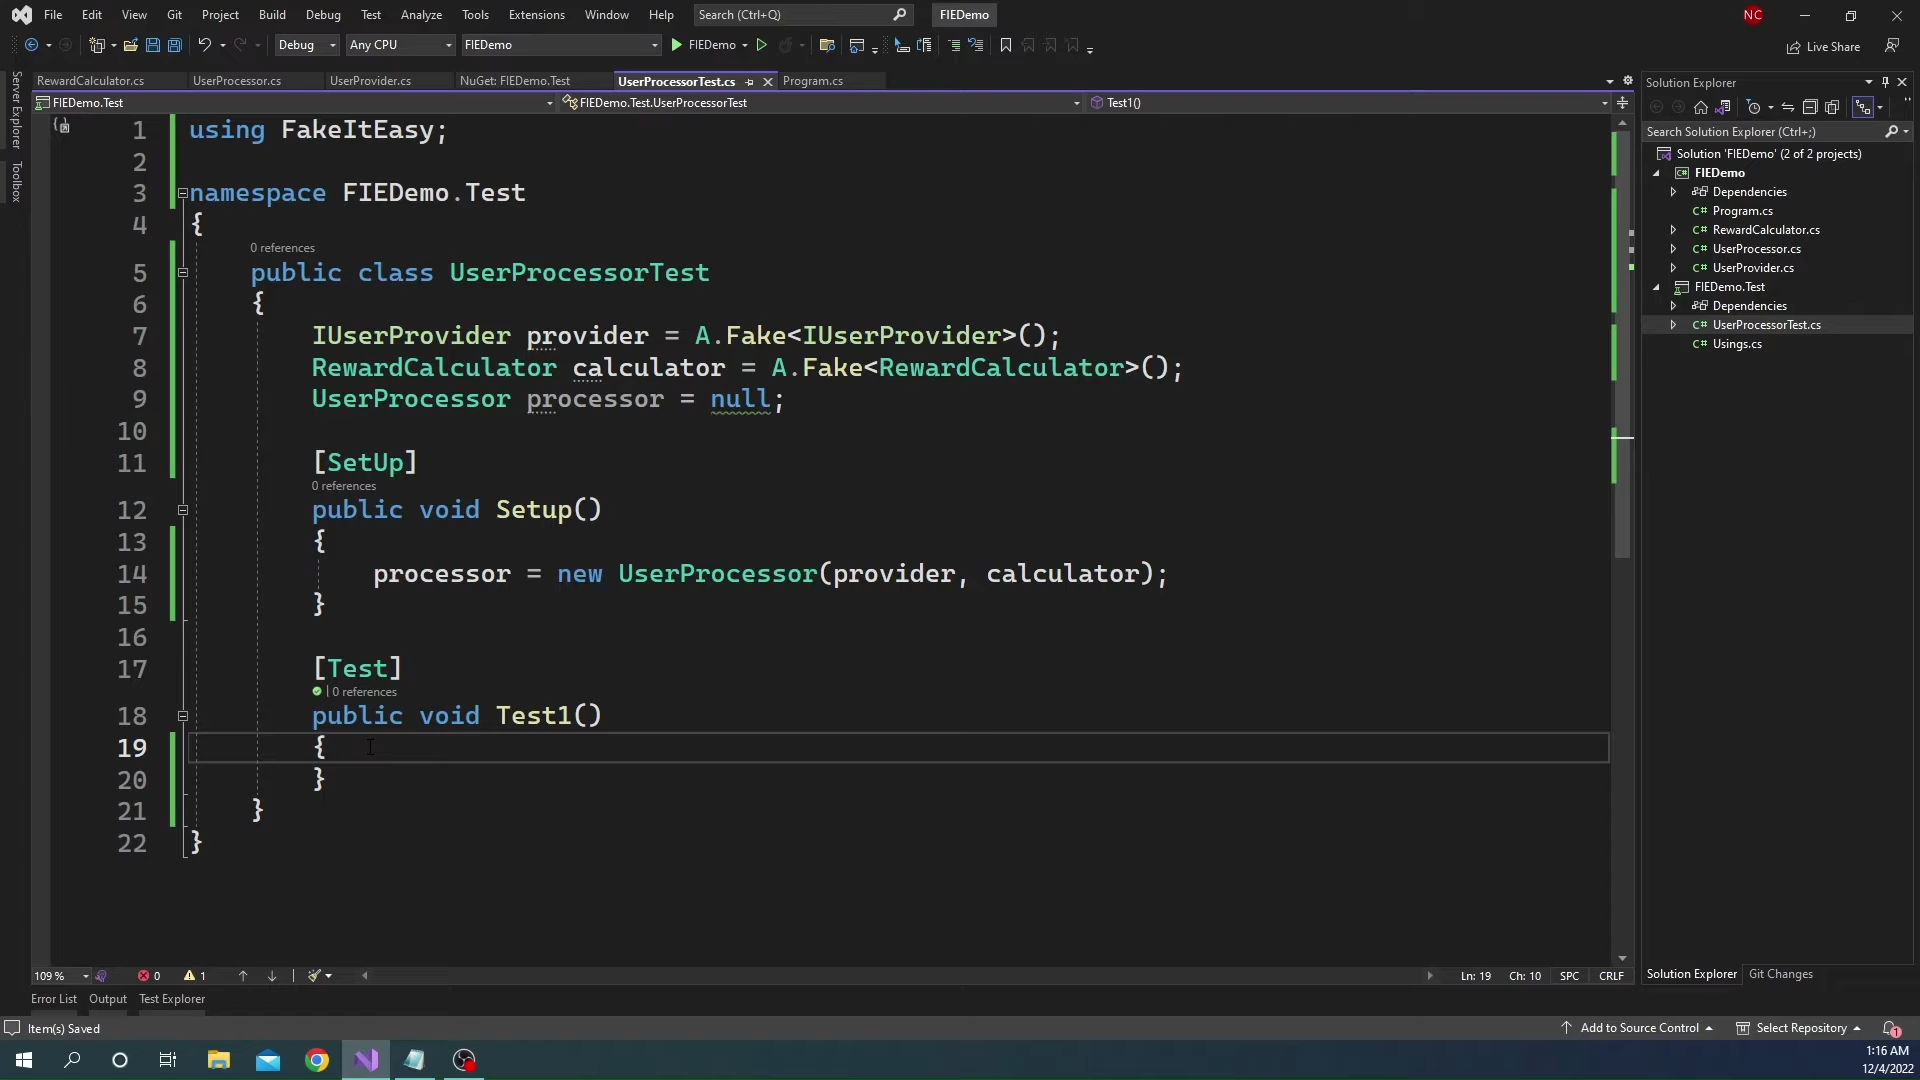 File Edit View Git Project Build Debug Test Analyze Tools Extensions Window Help Search (Ctrl+Q) FIEDemo NC
Debug Any CPU FIEDemo FIEDemo Live Share
RewardCalculator.cs UserProcessor.cs UserProvider.cs NuGet: FIEDemo.Test UserProcessorTest.cs Program.cs
FIEDemo.Test FIEDemo.Test.UserProcessorTest Test1()
Server Explorer
Toolbox
1 using FakeItEasy;
2
3 namespace FIEDemo.Test
4 {
0 references
5 public class UserProcessorTest
6 {
7 IUserProvider provider = A.Fake<IUserProvider>();
8 RewardCalculator calculator = A.Fake<RewardCalculator>();
9 UserProcessor processor = null;
10
11 [SetUp]
0 references
12 public void Setup()
13 {
14 processor = new UserProcessor(provider, calculator);
15 }
16
17 [Test]
0 references
18 public void Test1()
19 {
20 }
21 }
22 }
109 % 0 1 Ln: 19 Ch: 10 SPC CRLF
Error List Output Test Explorer
Solution Explorer
Search Solution Explorer (Ctrl+;)
Solution 'FIEDemo' (2 of 2 projects)
FIEDemo
Dependencies
C# Program.cs
C# RewardCalculator.cs
C# UserProcessor.cs
C# UserProvider.cs
FIEDemo.Test
Dependencies
C# UserProcessorTest.cs
C# Usings.cs
Solution Explorer Git Changes
Item(s) Saved Add to Source Control Select Repository 1
1:16 AM
12/4/2022